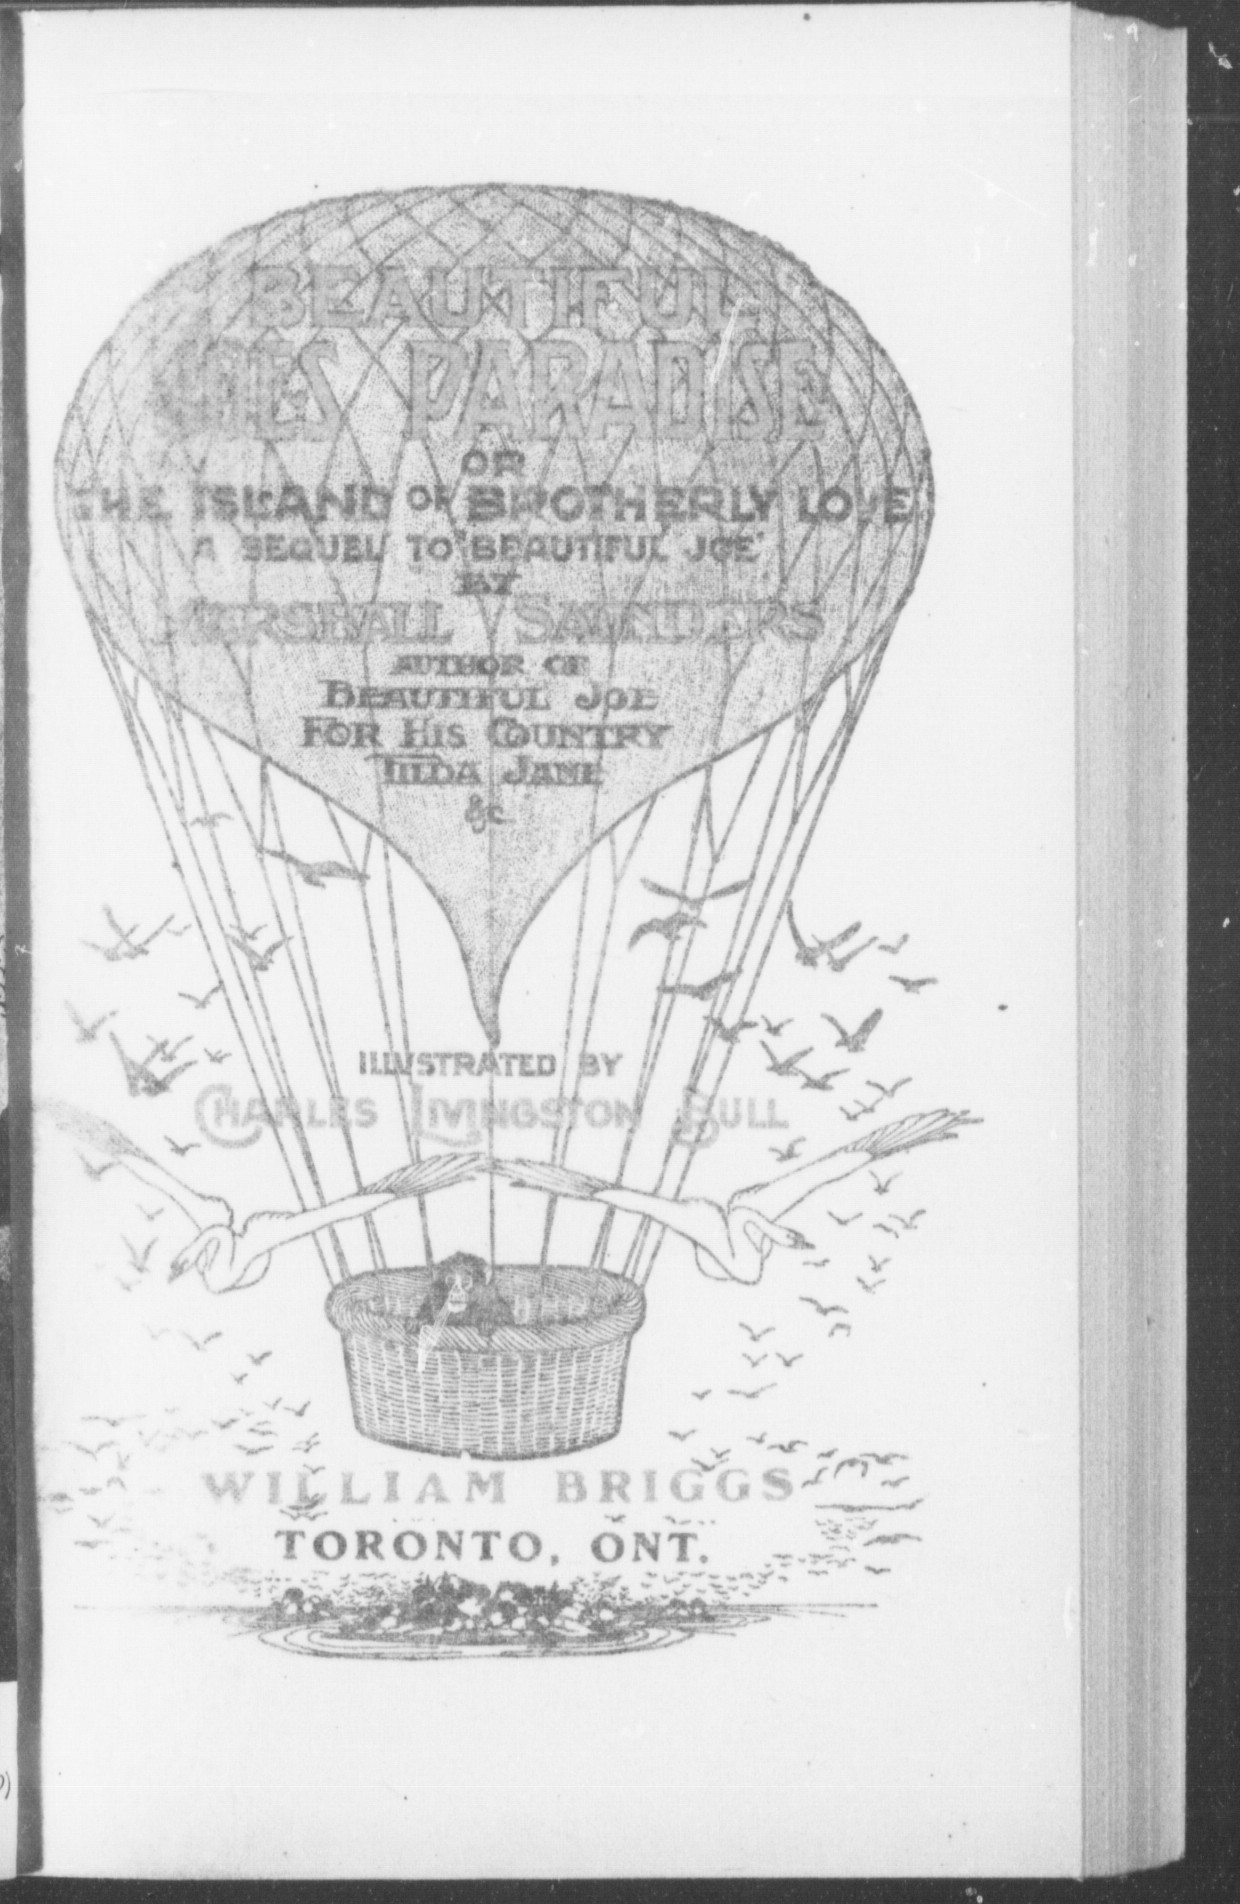 BEAUTIFUL
JOE'S PARADISE
OR
THE ISLAND OF BROTHERLY LOVE
A SEQUEL TO 'BEAUTIFUL JOE'
BY
MARSHALL SAUNDERS
AUTHOR OF
BEAUTIFUL JOE
FOR HIS COUNTRY
TILDA JANE
&c
ILLUSTRATED BY
CHARLES LIVINGSTON BULL
WILLIAM BRIGGS
TORONTO, ONT.